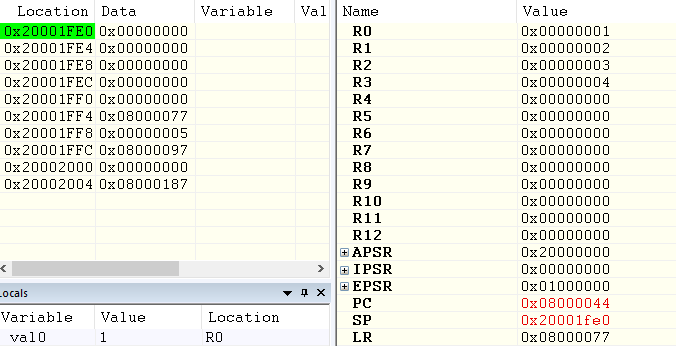 Location Data Variable Val
0x20001FE0 0x00000000
0x20001FE4 0x00000000
0x20001FE8 0x00000000
0x20001FEC 0x00000000
0x20001FF0 0x00000000
0x20001FF4 0x08000077
0x20001FF8 0x00000005
0x20001FFC 0x08000097
0x20002000 0x00000000
0x20002004 0x08000187
Locals
Variable Value Location
val0 1 R0
Name Value
R0 0x00000001
R1 0x00000002
R2 0x00000003
R3 0x00000004
R4 0x00000000
R5 0x00000000
R6 0x00000000
R7 0x00000000
R8 0x00000000
R9 0x00000000
R10 0x00000000
R11 0x00000000
R12 0x00000000
APSR 0x20000000
IPSR 0x00000000
EPSR 0x01000000
PC 0x08000044
SP 0x20001fe0
LR 0x08000077